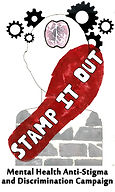 STAMP IT OUT
Mental Health Anti-Stigma
and Discrimination Campaign